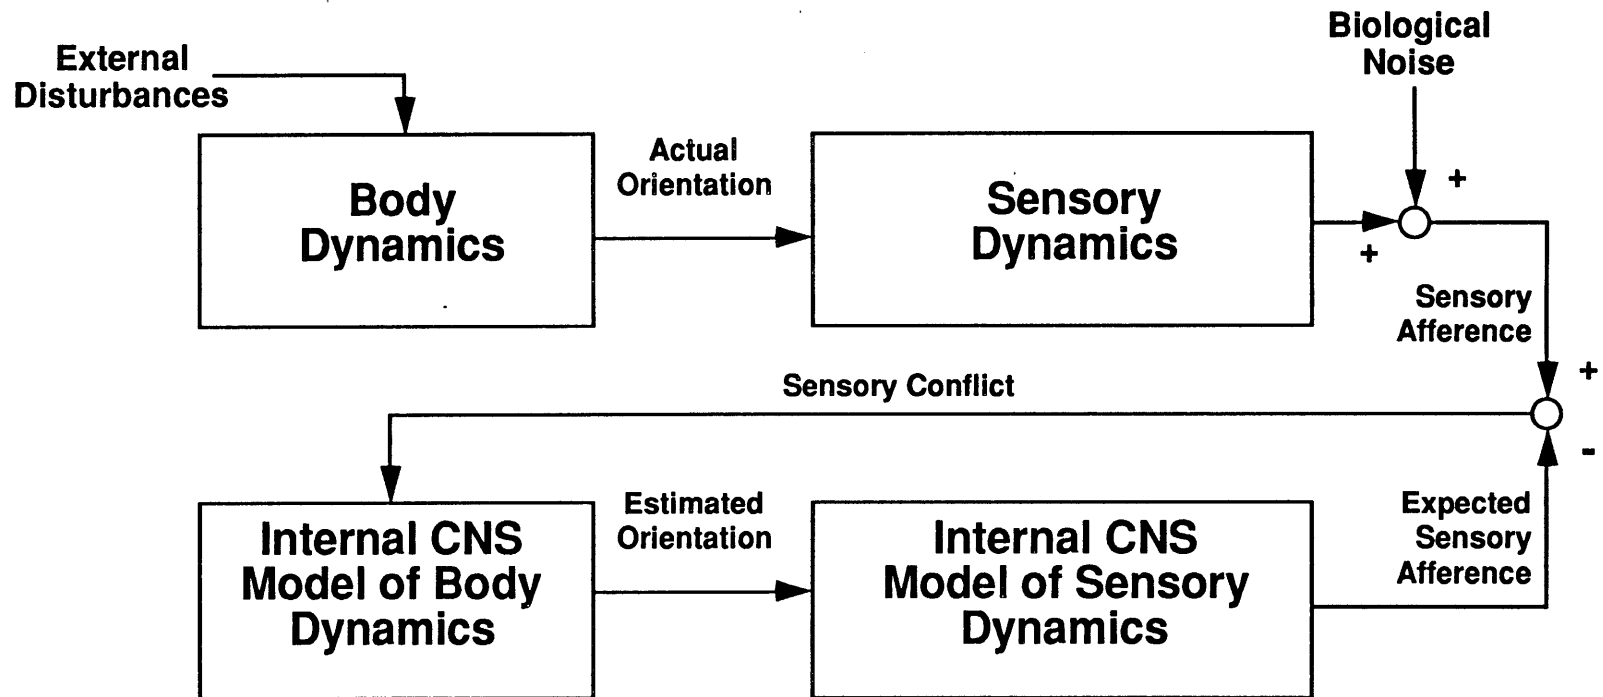 External
Disturbances
Biological
Noise
Body
Dynamics
Actual
Orientation
Sensory
Dynamics
+
+
Sensory
Afference
+
Sensory Conflict
-
Internal CNS
Model of Body
Dynamics
Estimated
Orientation
Internal CNS
Model of Sensory
Dynamics
Expected
Sensory
Afference